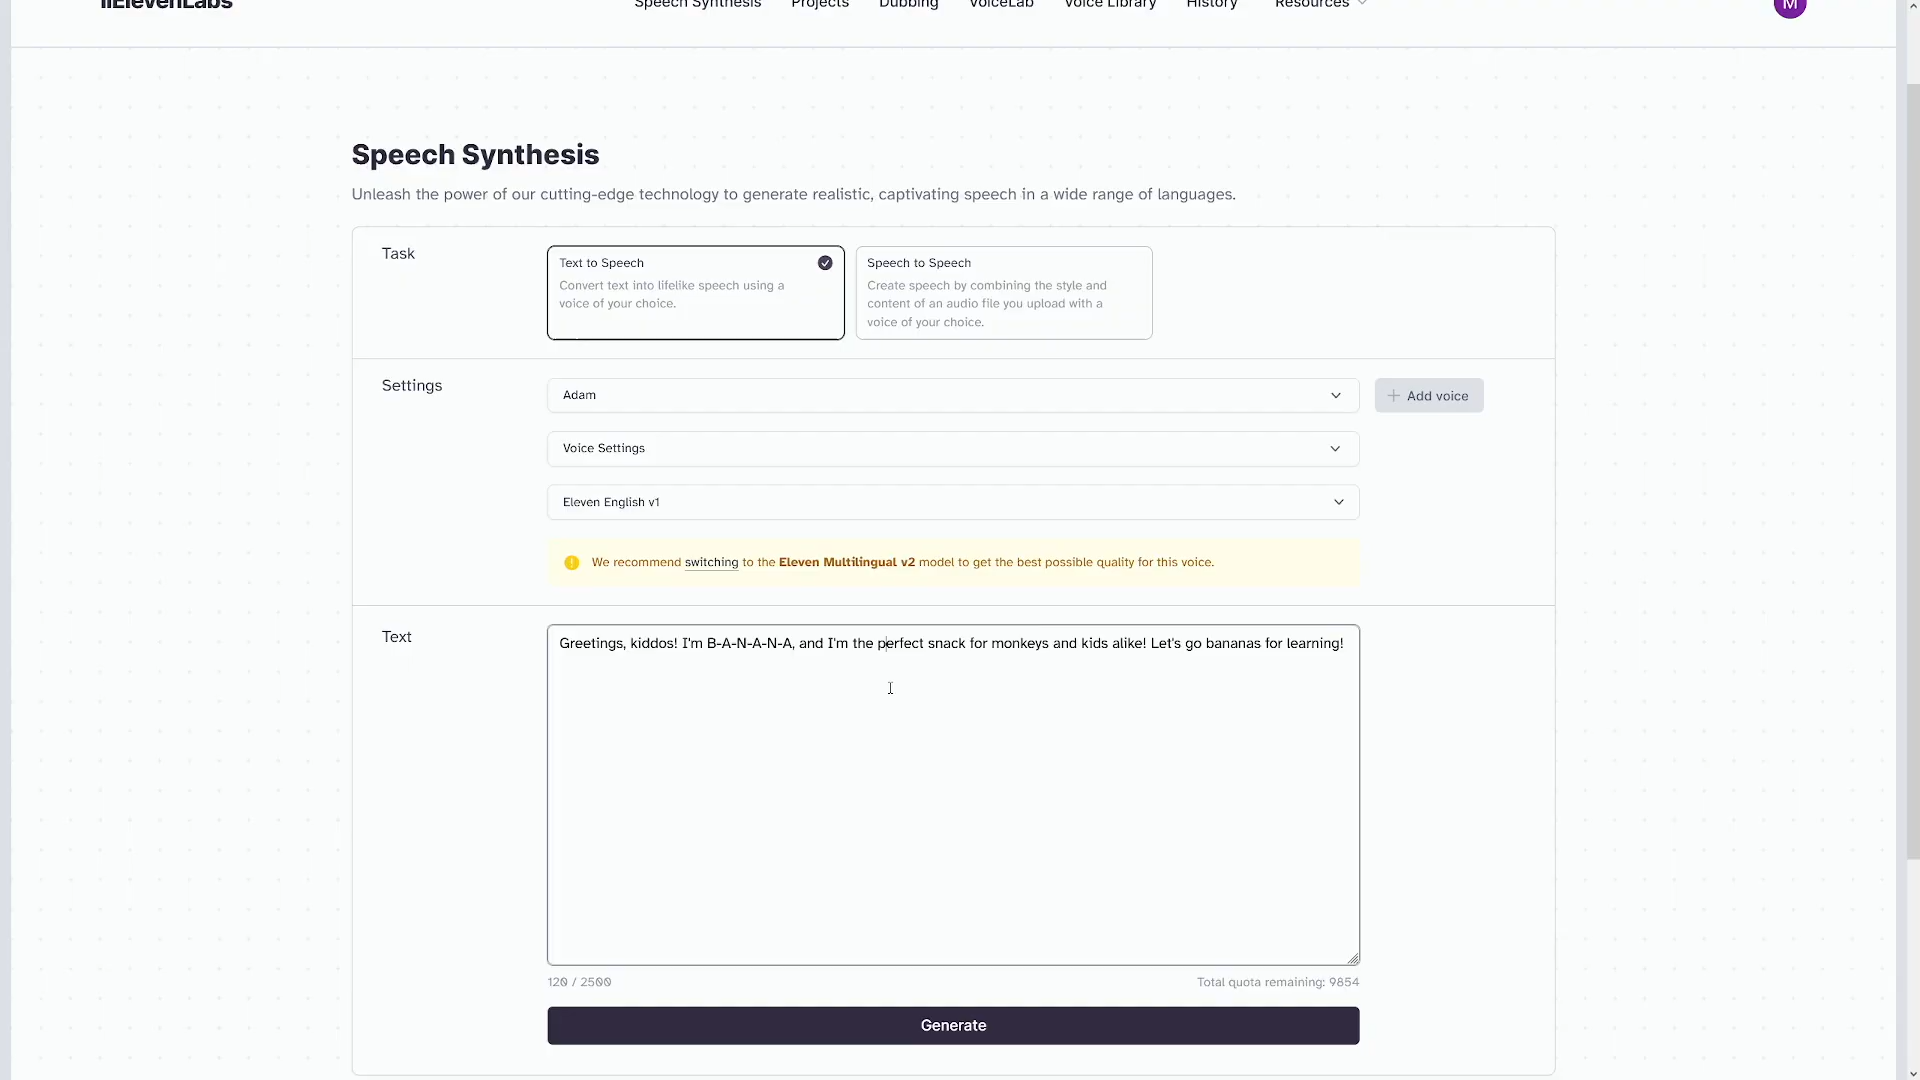 IIElevenLabs
Speech Synthesis Projects Dubbing VoiceLab Voice Library History Resources
M
Speech Synthesis
Unleash the power of our cutting-edge technology to generate realistic, captivating speech in a wide range of languages.
Task
Text to Speech
Convert text into lifelike speech using a
voice of your choice.
Speech to Speech
Create speech by combining the style and
content of an audio file you upload with a
voice of your choice.
Settings
Adam
+ Add voice
Voice Settings
Eleven English v1
We recommend switching to the Eleven Multilingual v2 model to get the best possible quality for this voice.
Text
Greetings, kiddos! I'm B-A-N-A-N-A, and I'm the perfect snack for monkeys and kids alike! Let's go bananas for learning!
120 / 2500
Total quota remaining: 9854
Generate